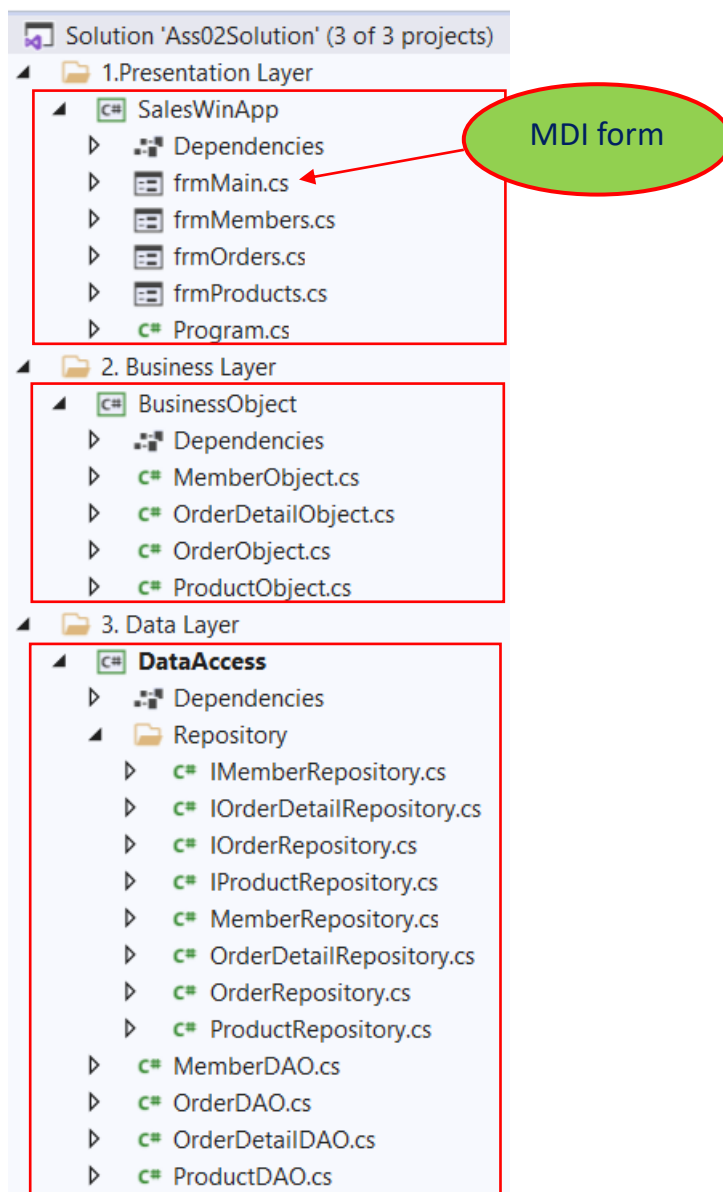 Solution 'Ass02Solution' (3 of 3 projects)
1.Presentation Layer
C# SalesWinApp
MDI form
Dependencies
frmMain.cs
frmMembers.cs
frmOrders.cs
frmProducts.cs
C# Program.cs
2. Business Layer
C# BusinessObject
Dependencies
C# MemberObject.cs
C# OrderDetailObject.cs
C# OrderObject.cs
C# ProductObject.cs
3. Data Layer
C# DataAccess
Dependencies
Repository
C# IMemberRepository.cs
C# IOrderDetailRepository.cs
C# IOrderRepository.cs
C# IProductRepository.cs
C# MemberRepository.cs
C# OrderDetailRepository.cs
C# OrderRepository.cs
C# ProductRepository.cs
C# MemberDAO.cs
C# OrderDAO.cs
C# OrderDetailDAO.cs
C# ProductDAO.cs